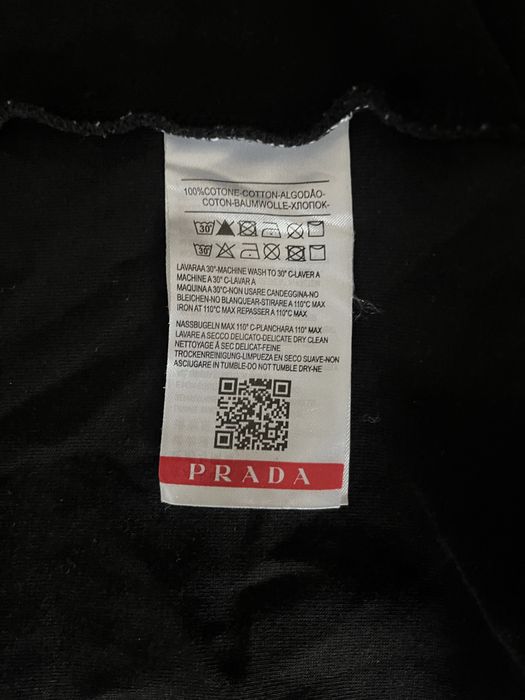 100%COTONE-COTTON-ALGODÃO-
COTON-BAUMWOLLE-ХЛОПОК-
30
30
LAVARAA 30°-MACHINE WASH TO 30° C-LAVER A
MACHINE A 30° C-LAVAR A
MAQUINA A 30°C-NON USARE CANDEGGINA-NO
BLEICHEN-NO BLANQUEAR-STIRARE A 110°C MAX
IRON AT 110°C MAX REPASSER A 110°C MAX
NASSBUGELN MAX 110° C-PLANCHARA 110° MAX
LAVARE A SECCO DELICATO-DELICATE DRY CLEAN
NETTOYAGE À SEC DELICAT-FEINE
TROCKENREINIGUNG-LIMPUEZA EN SECO SUAVE-NON
ASCIUGARE IN TUMBLE-DO NOT TUMBLE DRY-NE
PRADA